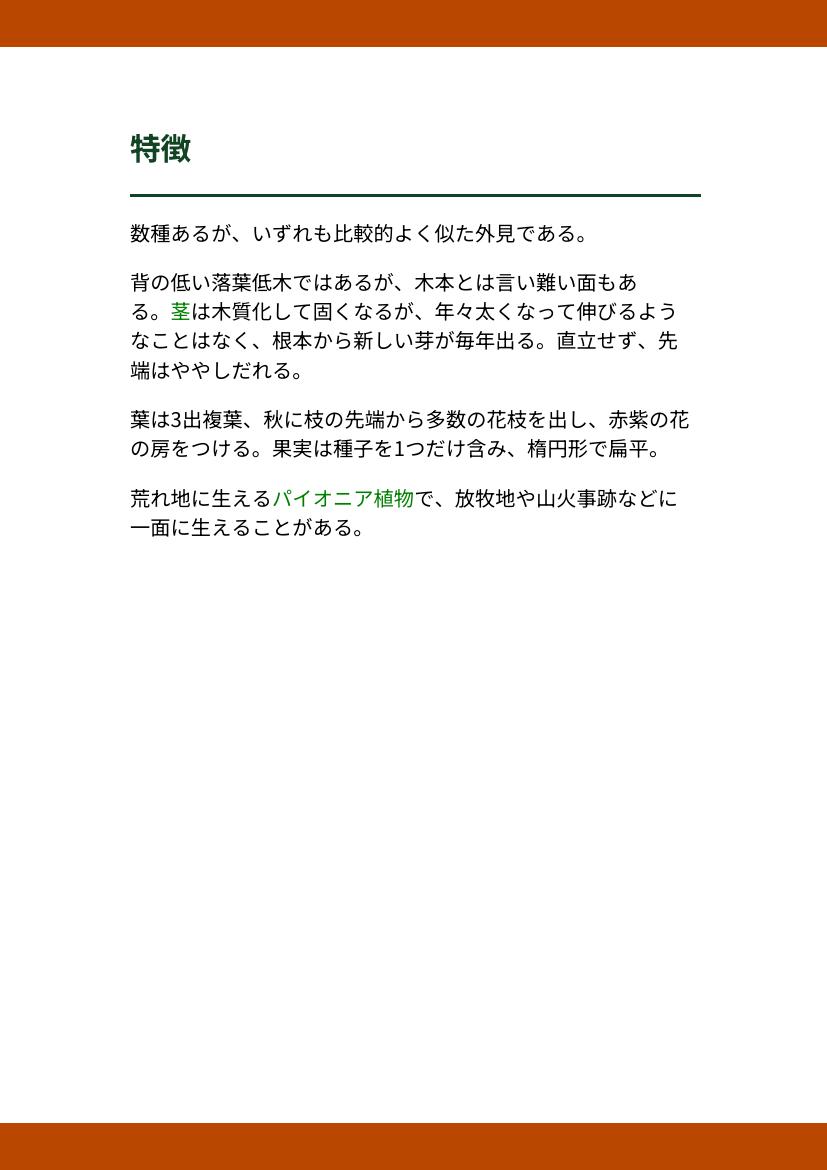 特徴
数種あるが、いずれも比較的よく似た外見である。
背の低い落葉低木ではあるが、木本とは言い難い面もあ
る。茎は木質化して固くなるが、年々太くなって伸びるよう
なことはなく、根本から新しい芽が毎年出る。直立せず、先
端はややしだれる。
葉は3出複葉、秋に枝の先端から多数の花枝を出し、赤紫の花
の房をつける。果実は種子を1つだけ含み、楕円形で扁平。
荒れ地に生えるパイオニア植物で、放牧地や山火事跡などに
一面に生えることがある。